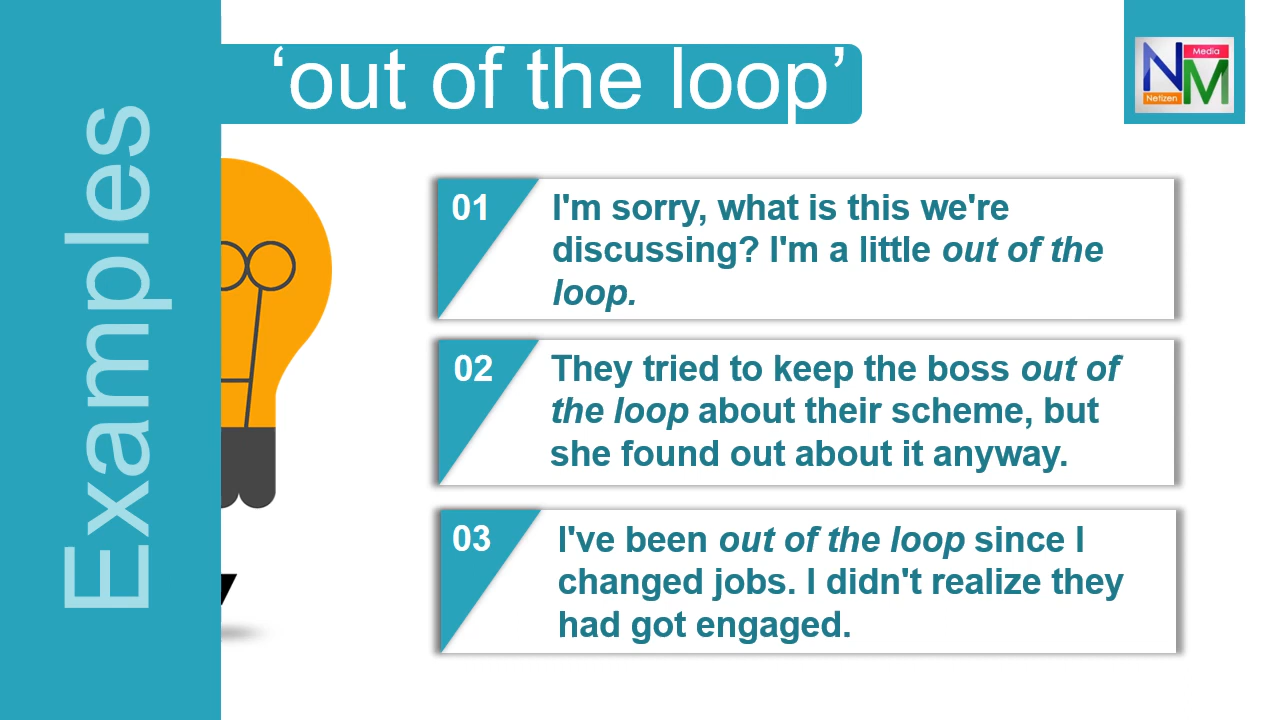 Examples
‘out of the loop’
NM
Media
Netizen
01
I'm sorry, what is this we're
discussing? I'm a little out of the
loop.
02
They tried to keep the boss out of
the loop about their scheme, but
she found out about it anyway.
03
I've been out of the loop since I
changed jobs. I didn't realize they
had got engaged.